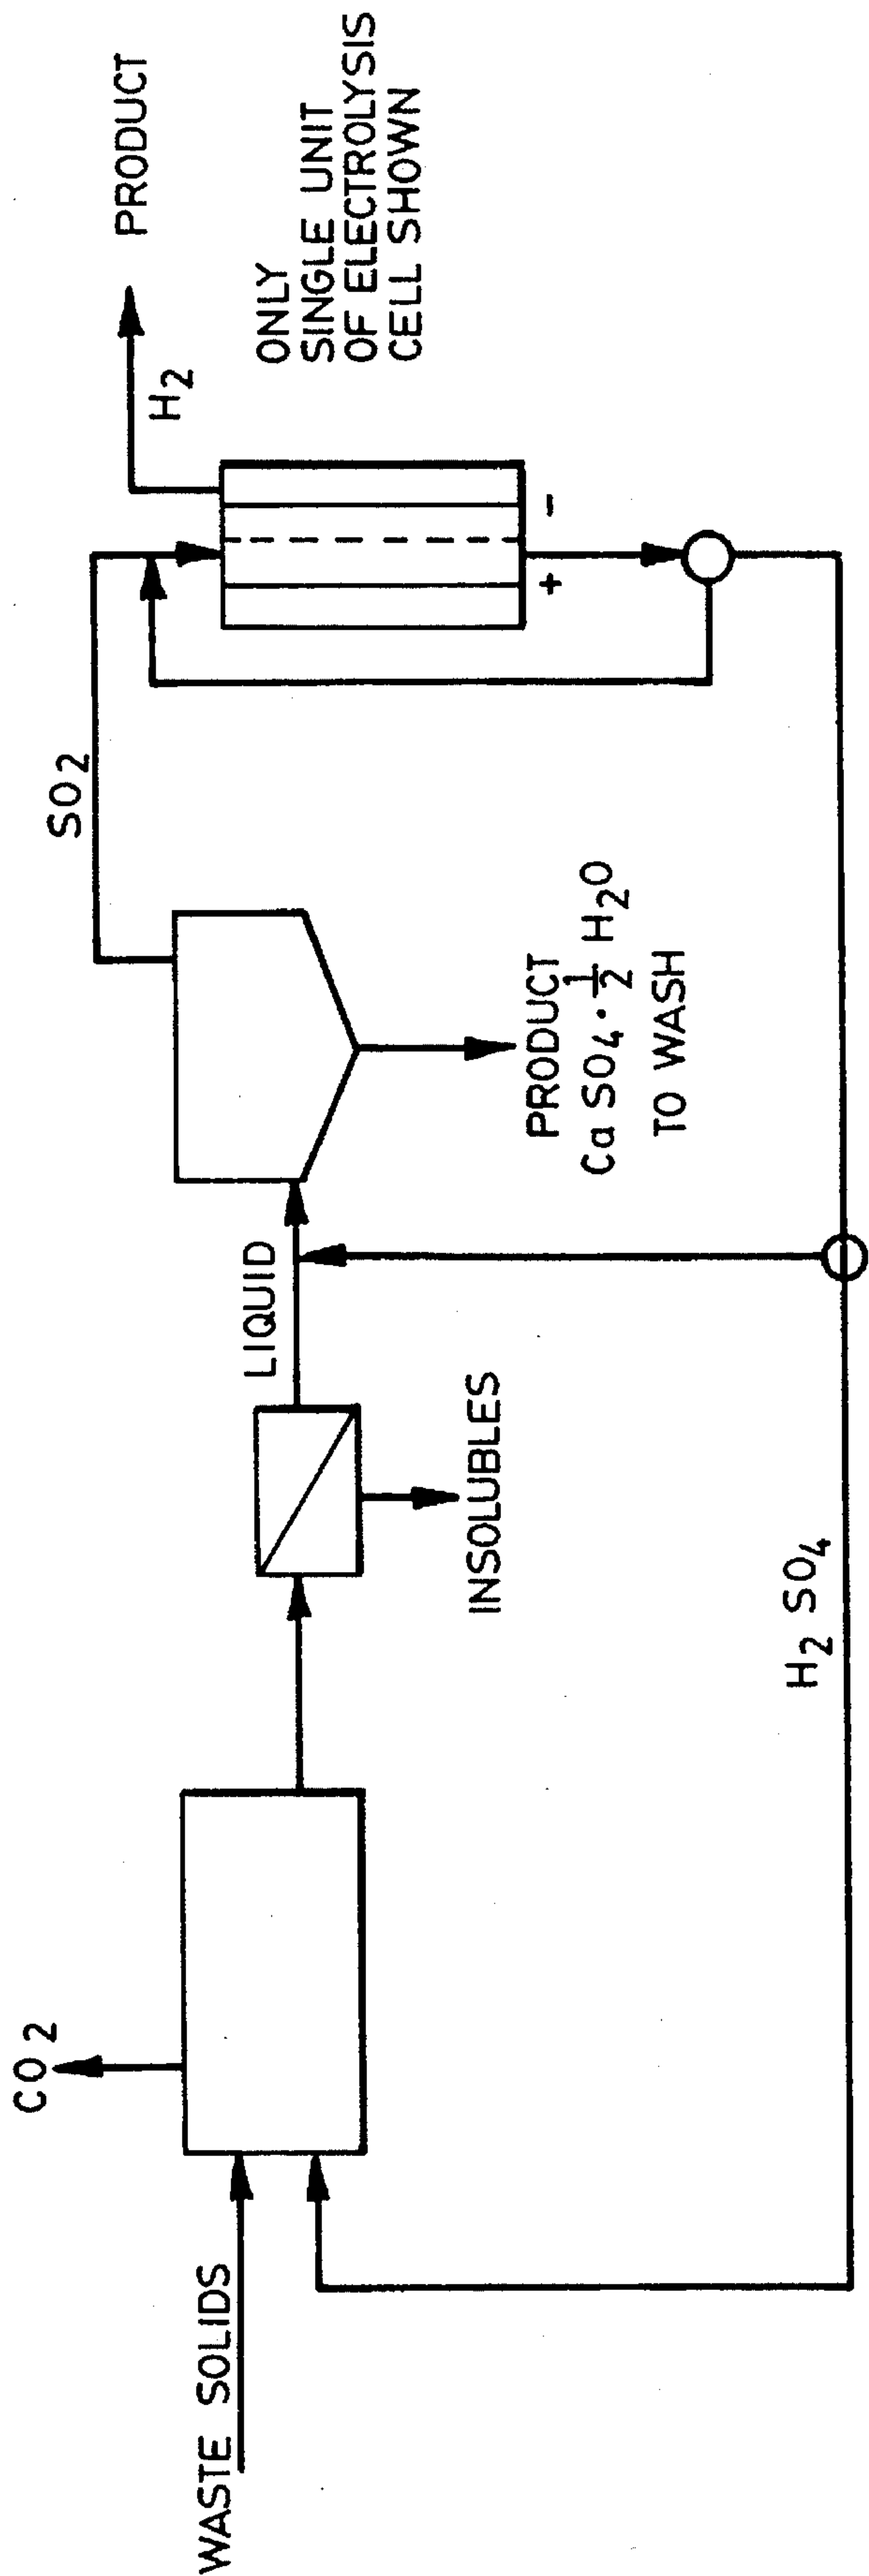 CO2
WASTE SOLIDS
LIQUID
INSOLUBLES
SO2
PRODUCT
Ca SO4 · 1/2 H2O
TO WASH
H2 SO4
H2
PRODUCT
ONLY
SINGLE UNIT
OF ELECTROLYSIS
CELL SHOWN
+
-